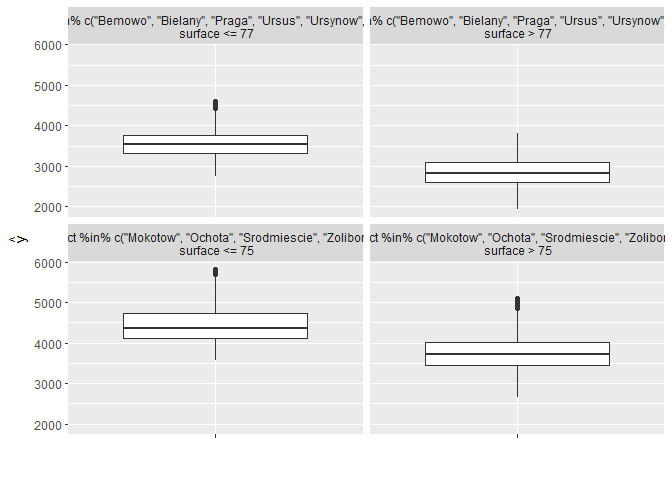 n% c("Bemowo", "Bielany", "Praga", "Ursus", "Ursynow",
surface <= 77
n% c("Bemowo", "Bielany", "Praga", "Ursus", "Ursynow"
surface > 77
6000
5000
4000
3000
2000
ct %in% c("Mokotow", "Ochota", "Srodmiescie", "Zolibor
surface <= 75
ct %in% c("Mokotow", "Ochota", "Srodmiescie", "Zolibor
surface > 75
6000
5000
4000
3000
2000